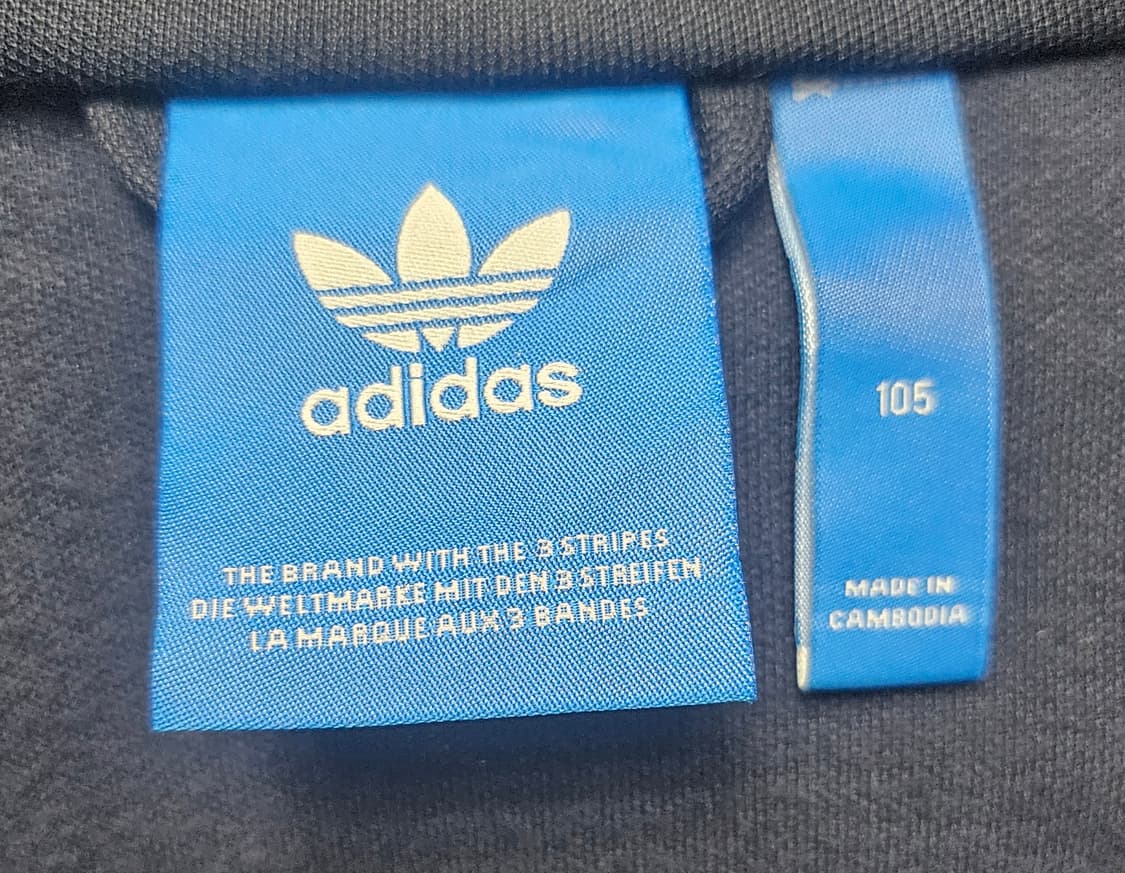 adidas
THE BRAND WITH THE 3 STRIPES
DIE WELTMARKE MIT DEN 3 STREIFEN
LA MARQUE AUX 3 BANDES
105
MADE IN
CAMBODIA